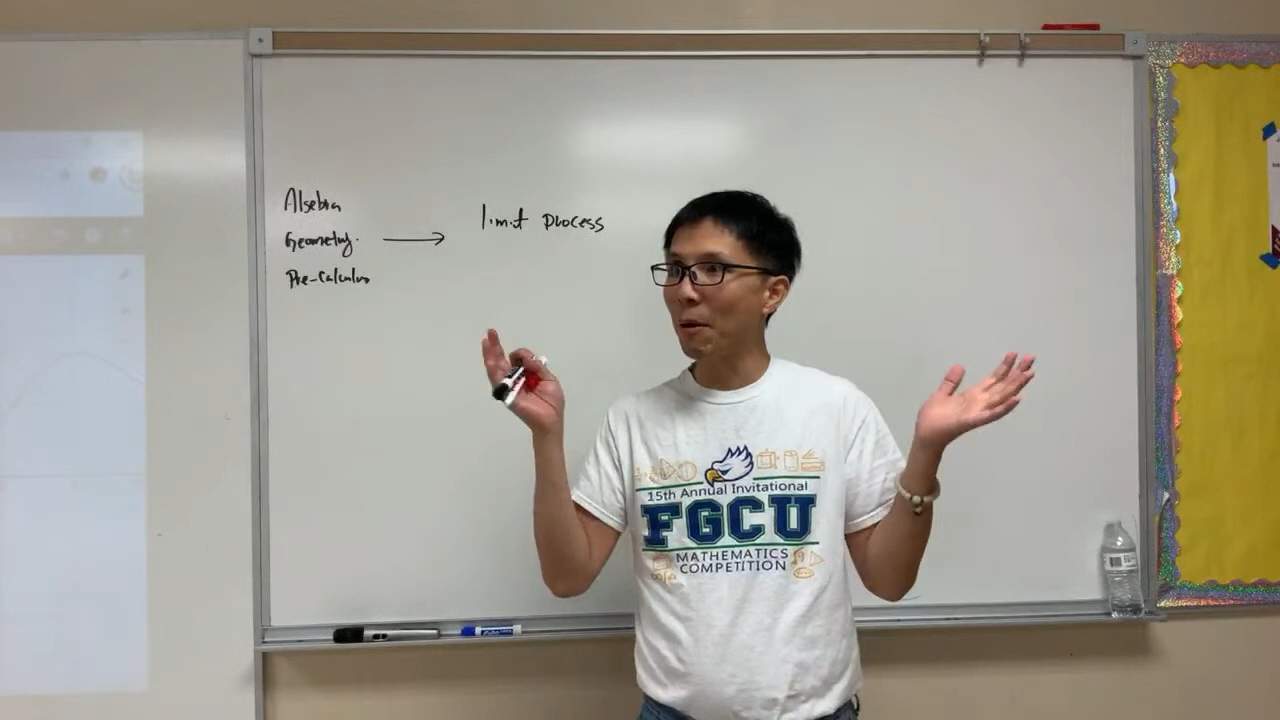 Algebra
Geometry
Pre-Calculus
limit process
15th Annual Invitational
FGCU
MATHEMATICS
COMPETITION